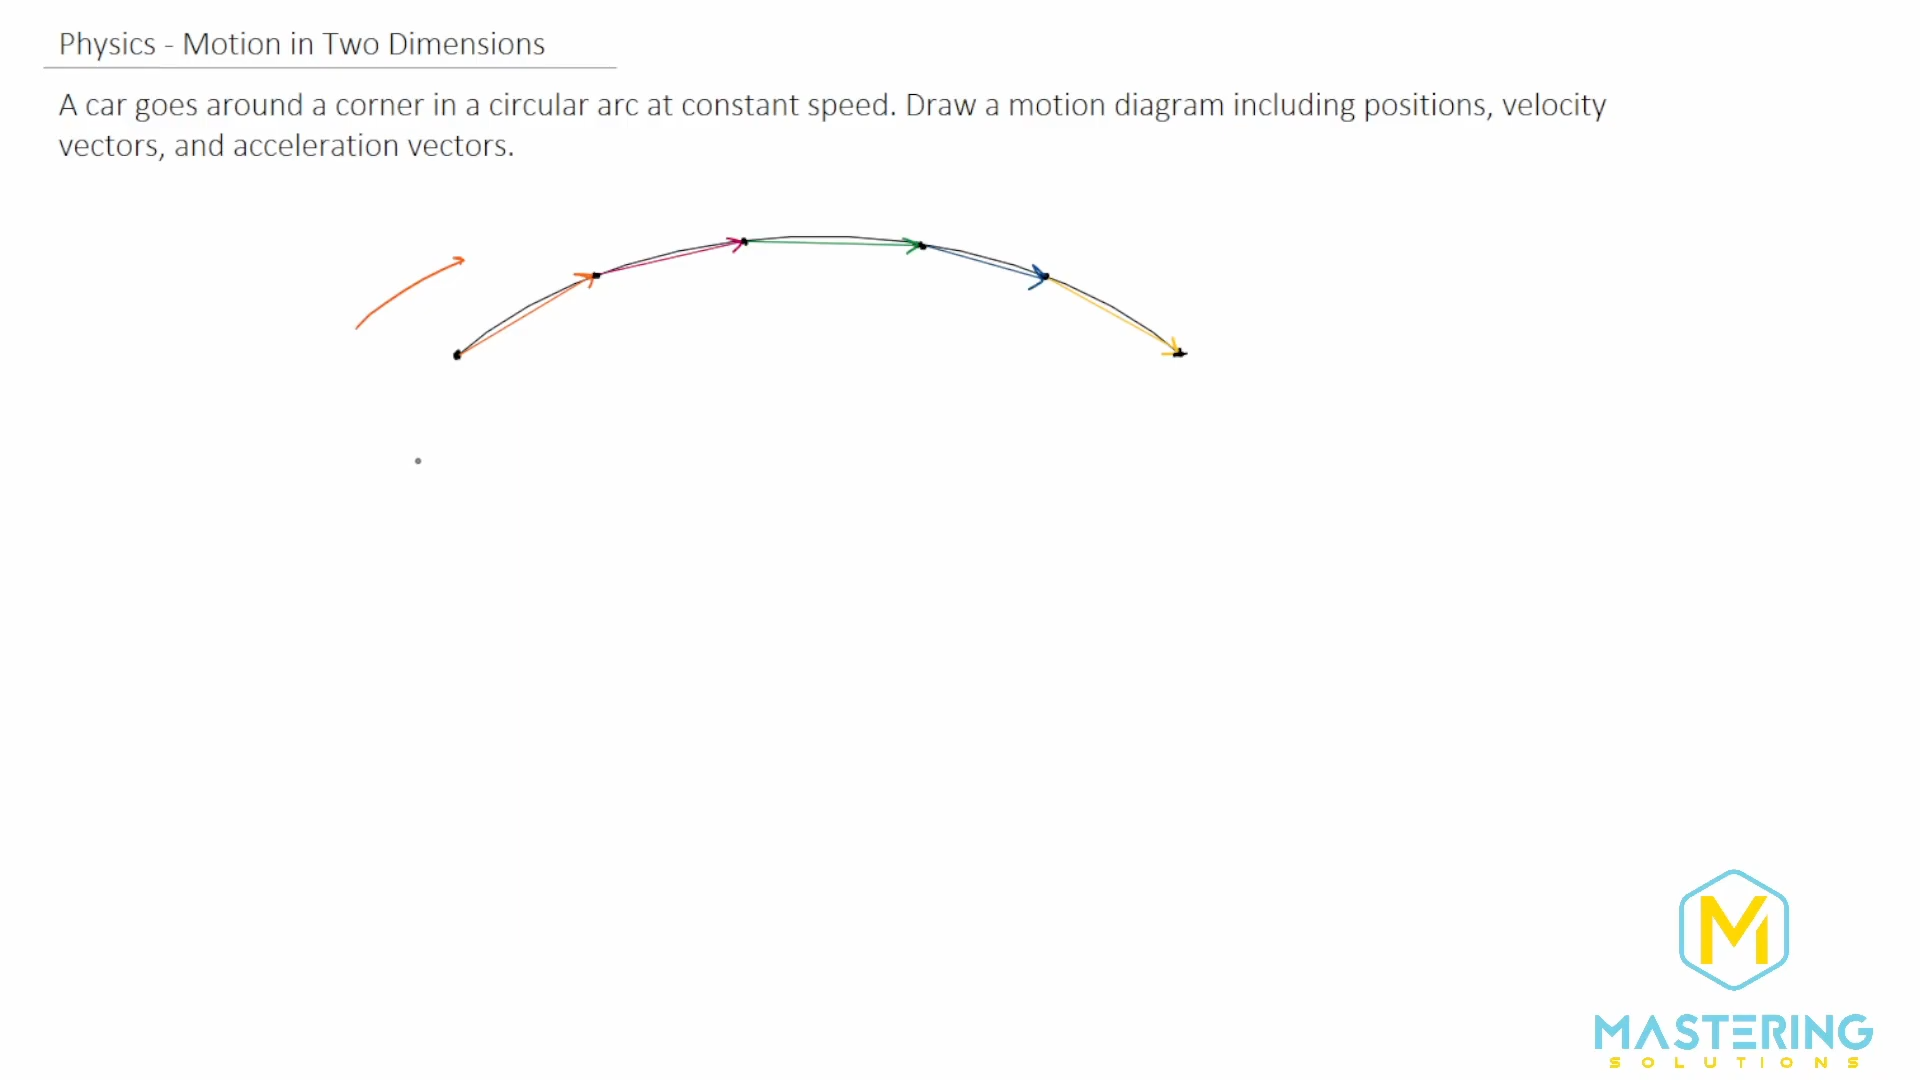 Physics - Motion in Two Dimensions
A car goes around a corner in a circular arc at constant speed. Draw a motion diagram including positions, velocity
vectors, and acceleration vectors.
M
MASTERING
SOLUTIONS